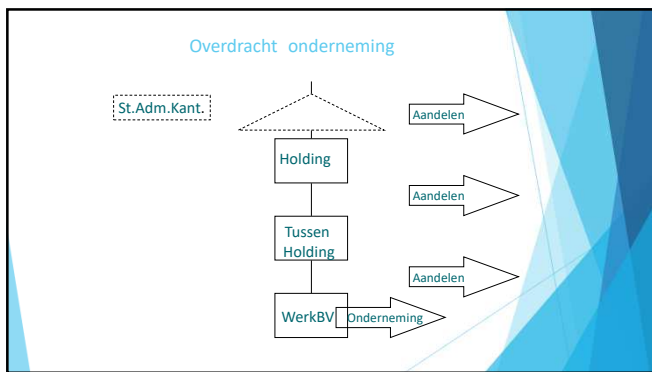 Overdracht onderneming
St.Adm.Kant.
Aandelen
Holding
Aandelen
Tussen
Holding
Aandelen
WerkBV
Onderneming